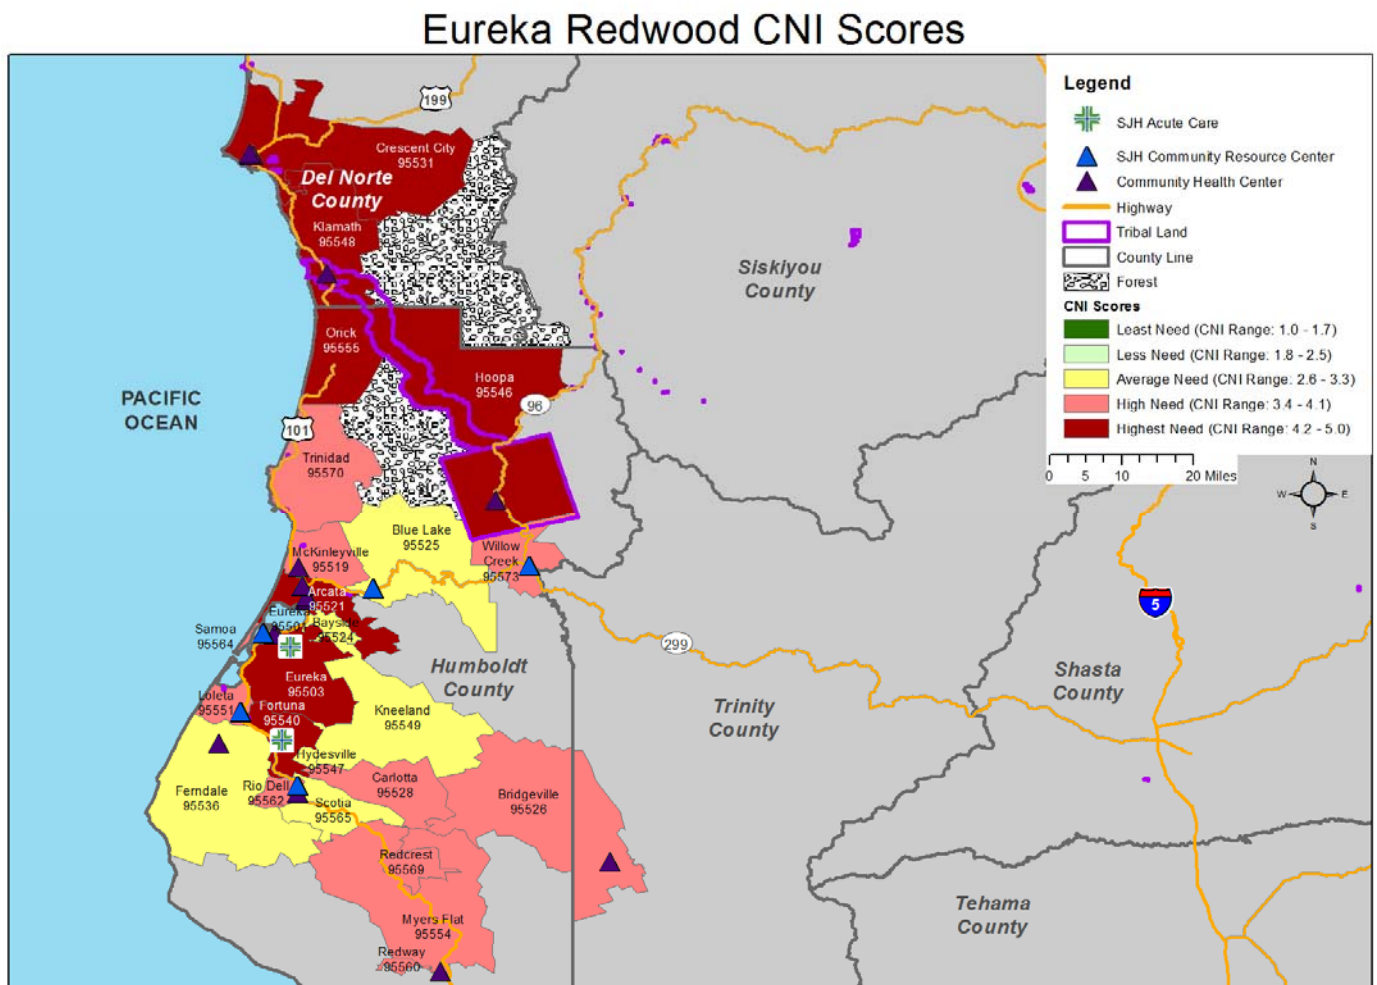 Eureka Redwood CNI Scores
Legend
SJH Acute Care
SJH Community Resource Center
Community Health Center
Highway
Tribal Land
County Line
Forest
CNI Scores
Least Need (CNI Range: 1.0 - 1.7)
Less Need (CNI Range: 1.8 - 2.5)
Average Need (CNI Range: 2.6 - 3.3)
High Need (CNI Range: 3.4 - 4.1)
Highest Need (CNI Range: 4.2 - 5.0)
0 5 10 20 Miles
N
W E
S
199
Crescent City
95531
Del Norte
County
Klamath
95548
Siskiyou
County
Orick
95555
Hoopa
95546
96
PACIFIC
OCEAN
101
Trinidad
95570
Blue Lake
95525
Willow
Creek
95573
McKinleyville
95519
Arcata
95521
Eureka
95501
Bayside
95524
Samoa
95564
5
299
Humboldt
County
Shasta
County
Eureka
95503
Loleta
95551
Fortuna
95540
Kneeland
95549
Trinity
County
Hydesville
95547
Ferndale
95536
Rio Dell
95562
Carlotta
95528
Bridgeville
95526
Scotia
95565
Redcrest
95569
Myers Flat
95554
Tehama
County
Redway
95560